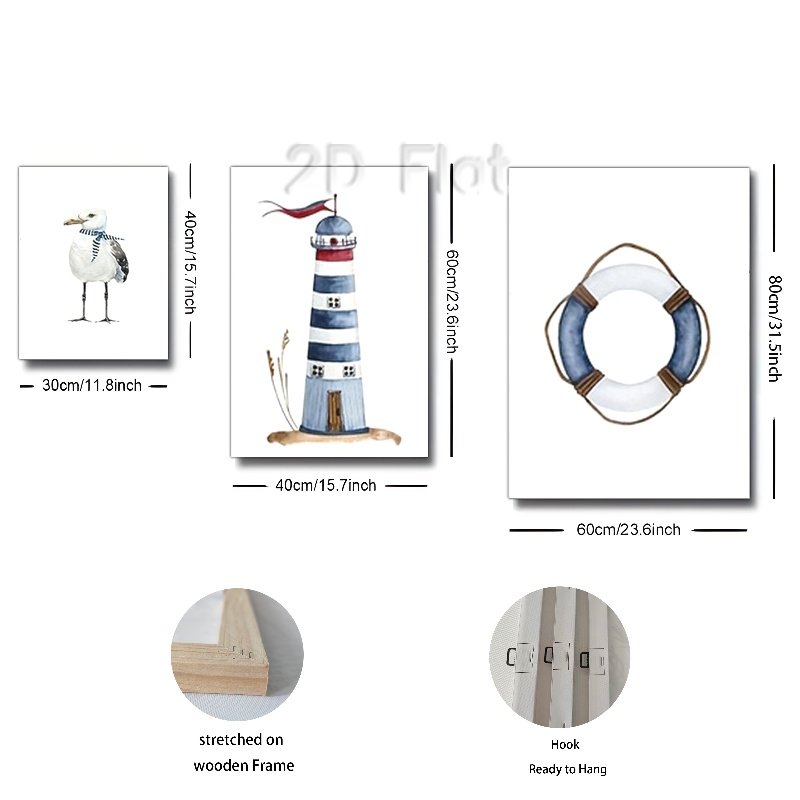 2D Flat
40cm/15.7inch
30cm/11.8inch
60cm/23.6inch
40cm/15.7inch
80cm/31.5inch
60cm/23.6inch
stretched on
wooden Frame
Hook
Ready to Hang